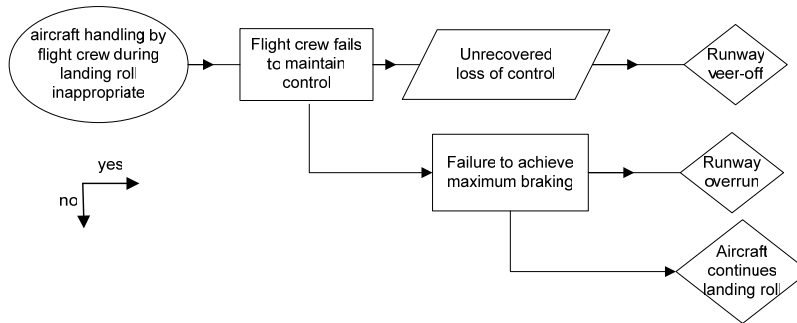 aircraft handling by
flight crew during
landing roll
inappropriate
Flight crew fails
to maintain
control
Unrecovered
loss of control
Runway
veer-off
yes
no
Failure to achieve
maximum braking
Runway
overrun
Aircraft
continues
landing roll